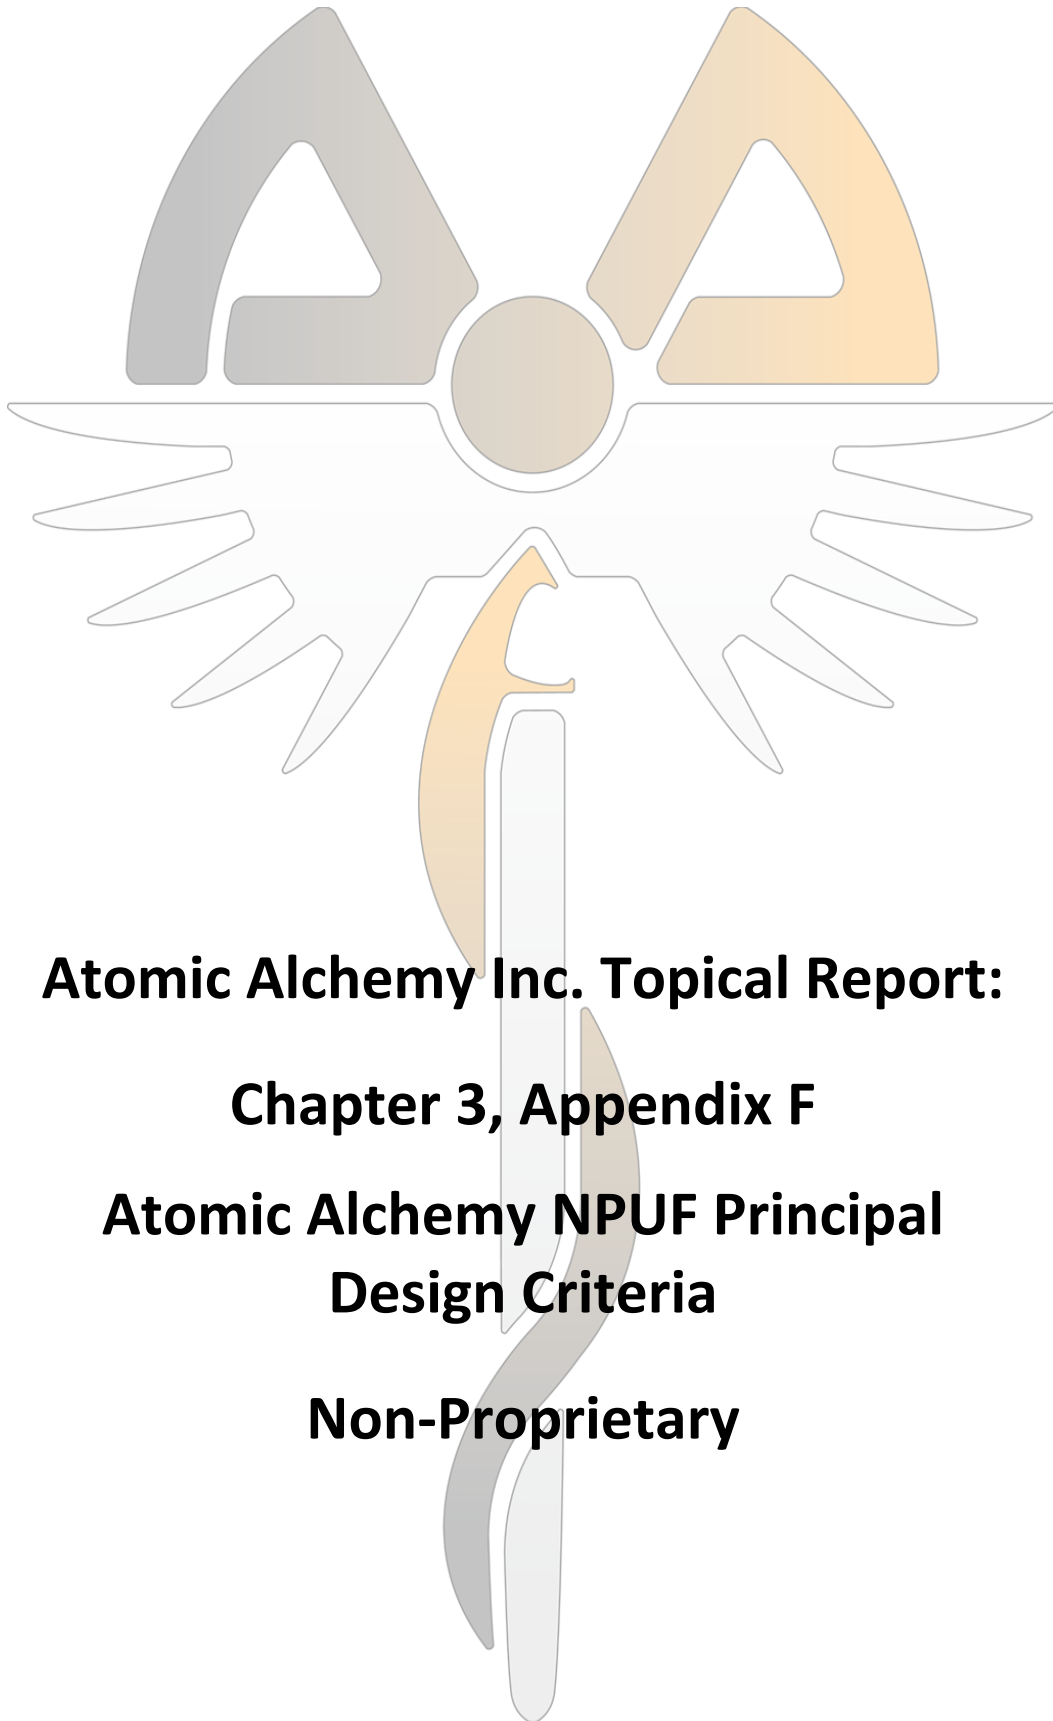 Atomic Alchemy Inc. Topical Report:
Chapter 3, Appendix F
Atomic Alchemy NPUF Principal
Design Criteria
Non-Proprietary